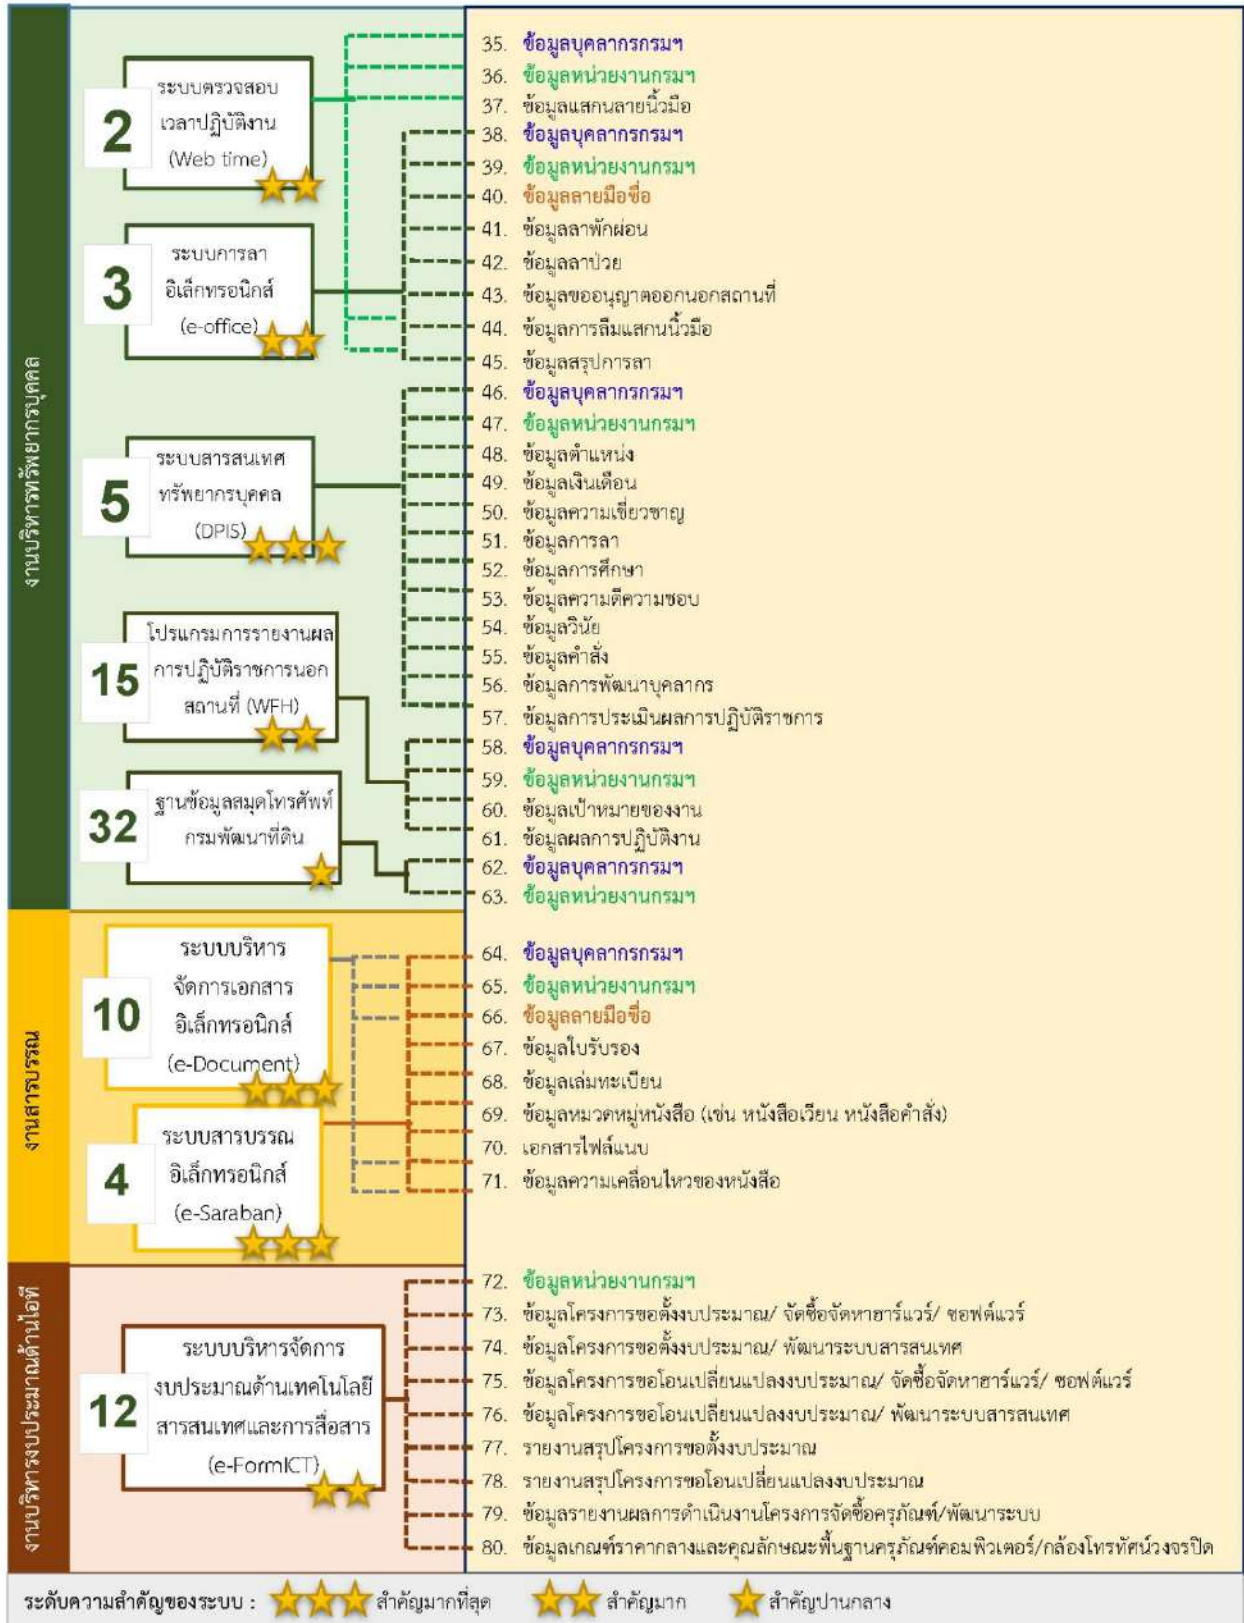 งานบริหารทรัพยากรบุคคล
2
ระบบตรวจสอบ
เวลาปฏิบัติงาน
(Web time)
3
ระบบการลา
อิเล็กทรอนิกส์
(e-office)
5
ระบบสารสนเทศ
ทรัพยากรบุคคล
(DPIS)
15
โปรแกรมการรายงานผล
การปฏิบัติราชการนอก
สถานที่ (WFH)
32
ฐานข้อมูลสมุดโทรศัพท์
กรมพัฒนาที่ดิน
35. ข้อมูลบุคลากรกรมฯ
36. ข้อมูลหน่วยงานกรมฯ
37. ข้อมูลแสกนลายนิ้วมือ
38. ข้อมูลบุคลากรกรมฯ
39. ข้อมูลหน่วยงานกรมฯ
40. ข้อมูลลายมือชื่อ
41. ข้อมูลลาพักผ่อน
42. ข้อมูลลาป่วย
43. ข้อมูลขออนุญาตออกนอกสถานที่
44. ข้อมูลการลืมแสกนนิ้วมือ
45. ข้อมูลสรุปการลา
46. ข้อมูลบุคลากรกรมฯ
47. ข้อมูลหน่วยงานกรมฯ
48. ข้อมูลตำแหน่ง
49. ข้อมูลเงินเดือน
50. ข้อมูลความเชี่ยวชาญ
51. ข้อมูลการลา
52. ข้อมูลการศึกษา
53. ข้อมูลความดีความชอบ
54. ข้อมูลวินัย
55. ข้อมูลคำสั่ง
56. ข้อมูลการพัฒนาบุคลากร
57. ข้อมูลการประเมินผลการปฏิบัติราชการ
58. ข้อมูลบุคลากรกรมฯ
59. ข้อมูลหน่วยงานกรมฯ
60. ข้อมูลเป้าหมายของงาน
61. ข้อมูลผลการปฏิบัติงาน
62. ข้อมูลบุคลากรกรมฯ
63. ข้อมูลหน่วยงานกรมฯ
งานสารบรรณ
10
ระบบบริหาร
จัดการเอกสาร
อิเล็กทรอนิกส์
(e-Document)
4
ระบบสารบรรณ
อิเล็กทรอนิกส์
(e-Saraban)
64. ข้อมูลบุคลากรกรมฯ
65. ข้อมูลหน่วยงานกรมฯ
66. ข้อมูลลายมือชื่อ
67. ข้อมูลใบรับรอง
68. ข้อมูลเล่มทะเบียน
69. ข้อมูลหมวดหมู่หนังสือ (เช่น หนังสือเวียน หนังสือคำสั่ง)
70. เอกสารไฟล์แนบ
71. ข้อมูลความเคลื่อนไหวของหนังสือ
งานบริหารงบประมาณด้านไอที
12
ระบบบริหารจัดการ
งบประมาณด้านเทคโนโลยี
สารสนเทศและการสื่อสาร
(e-FormICT)
72. ข้อมูลหน่วยงานกรมฯ
73. ข้อมูลโครงการขอตั้งงบประมาณ/ จัดซื้อจัดหาฮาร์แวร์/ ซอฟต์แวร์
74. ข้อมูลโครงการขอตั้งงบประมาณ/ พัฒนาระบบสารสนเทศ
75. ข้อมูลโครงการขอโอนเปลี่ยนแปลงงบประมาณ/ จัดซื้อจัดหาฮาร์แวร์/ ซอฟต์แวร์
76. ข้อมูลโครงการขอโอนเปลี่ยนแปลงงบประมาณ/ พัฒนาระบบสารสนเทศ
77. รายงานสรุปโครงการขอตั้งงบประมาณ
78. รายงานสรุปโครงการขอโอนเปลี่ยนแปลงงบประมาณ
79. ข้อมูลรายงานผลการดำเนินงานโครงการจัดซื้อครุภัณฑ์/พัฒนาระบบ
80. ข้อมูลเกณฑ์ราคากลางและคุณลักษณะพื้นฐานครุภัณฑ์คอมพิวเตอร์/กล้องโทรทัศน์วงจรปิด
ระดับความสำคัญของระบบ : สำคัญมากที่สุด สำคัญมาก สำคัญปานกลาง